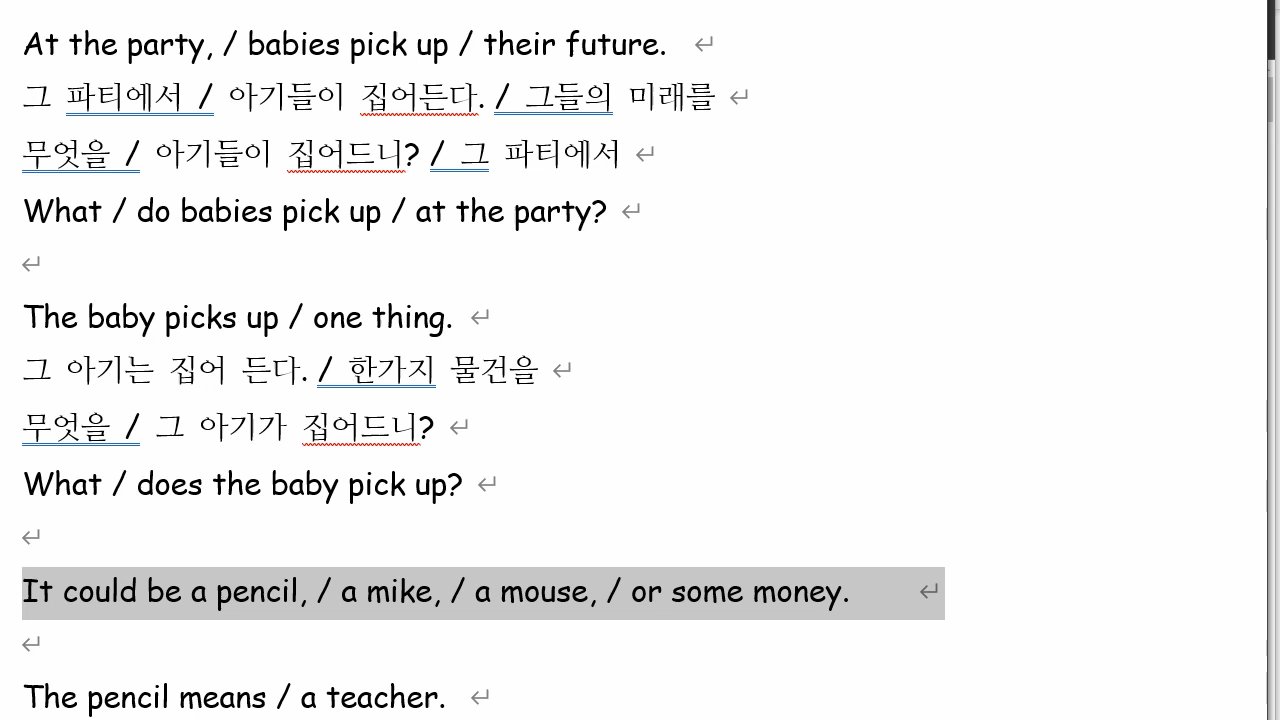 At the party, / babies pick up / their future.
그 파티에서 / 아기들이 집어든다. / 그들의 미래를
무엇을 / 아기들이 집어드니? / 그 파티에서
What / do babies pick up / at the party?
The baby picks up / one thing.
그 아기는 집어 든다. / 한가지 물건을
무엇을 / 그 아기가 집어드니?
What / does the baby pick up?
It could be a pencil, / a mike, / a mouse, / or some money.
The pencil means / a teacher.